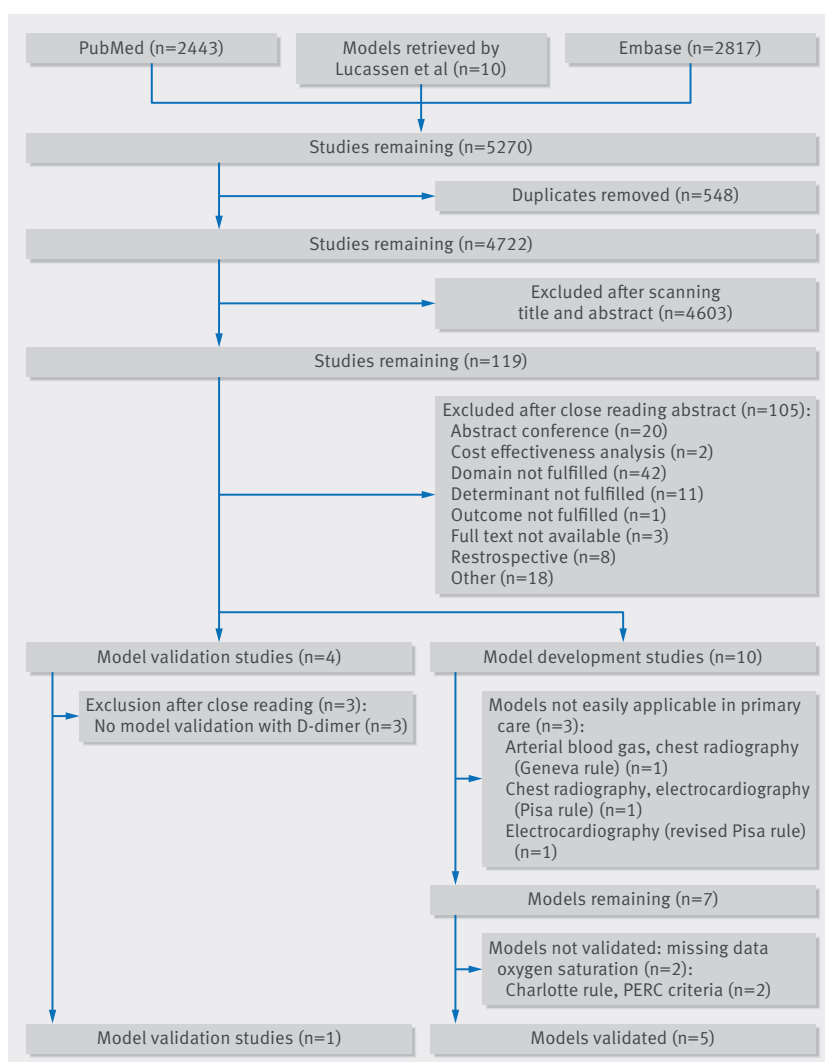 PubMed (n=2443)
Models retrieved by
Lucassen et al (n=10)
Embase (n=2817)
Studies remaining (n=5270)
Duplicates removed (n=548)
Studies remaining (n=4722)
Excluded after scanning
title and abstract (n=4603)
Studies remaining (n=119)
Excluded after close reading abstract (n=105):
Abstract conference (n=20)
Cost effectiveness analysis (n=2)
Domain not fulfilled (n=42)
Determinant not fulfilled (n=11)
Outcome not fulfilled (n=1)
Full text not available (n=3)
Restrospective (n=8)
Other (n=18)
Model validation studies (n=4)
Exclusion after close reading (n=3):
No model validation with D-dimer (n=3)
Model development studies (n=10)
Models not easily applicable in primary
care (n=3):
Arterial blood gas, chest radiography
(Geneva rule) (n=1)
Chest radiography, electrocardiography
(Pisa rule) (n=1)
Electrocardiography (revised Pisa rule)
(n=1)
Models remaining (n=7)
Models not validated: missing data
oxygen saturation (n=2):
Charlotte rule, PERC criteria (n=2)
Model validation studies (n=1)
Models validated (n=5)